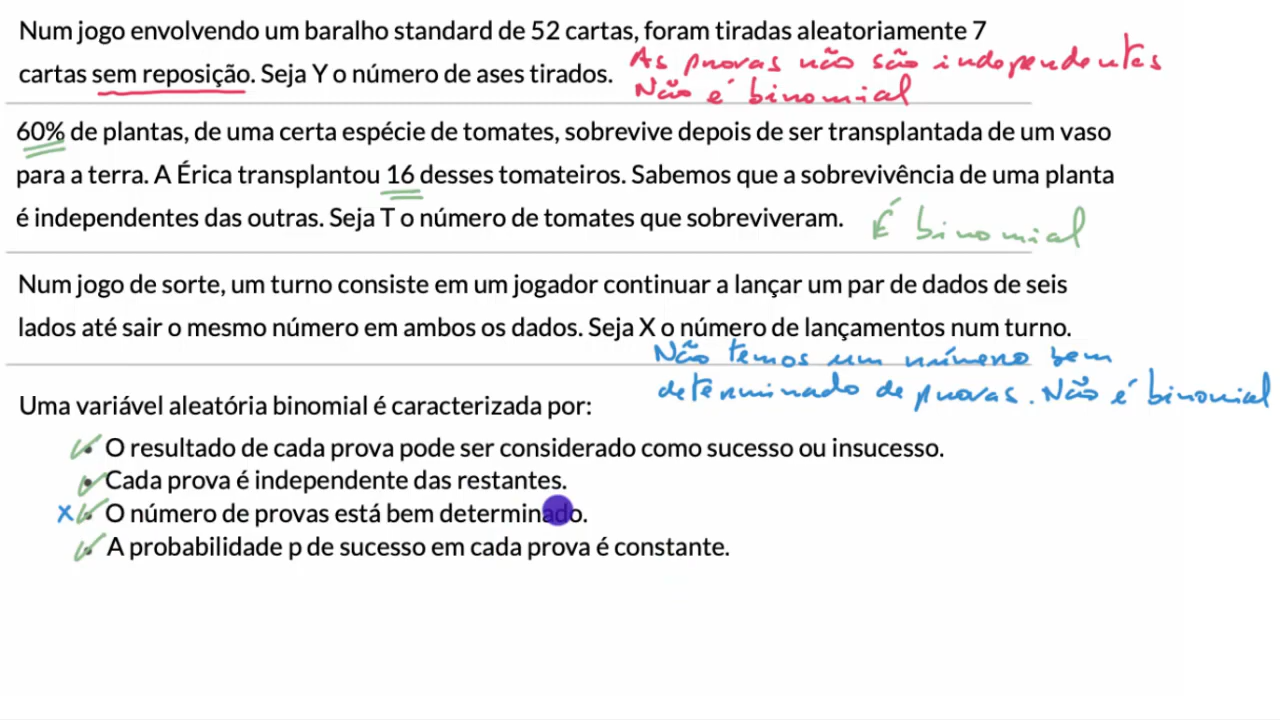 Num jogo envolvendo um baralho standard de 52 cartas, foram tiradas aleatoriamente 7
cartas sem reposição. Seja Y o número de ases tirados.
As provas não são independentes
Não é binomial
60% de plantas, de uma certa espécie de tomates, sobrevive depois de ser transplantada de um vaso
para a terra. A Érica transplantou 16 desses tomateiros. Sabemos que a sobrevivência de uma planta
é independentes das outras. Seja T o número de tomates que sobreviveram.
É binomial
Num jogo de sorte, um turno consiste em um jogador continuar a lançar um par de dados de seis
lados até sair o mesmo número em ambos os dados. Seja X o número de lançamentos num turno.
Não temos um número bem
determinado de provas. Não é binomial
Uma variável aleatória binomial é caracterizada por:
✓ • O resultado de cada prova pode ser considerado como sucesso ou insucesso.
✓ • Cada prova é independente das restantes.
x ✓ • O número de provas está bem determinado.
✓ • A probabilidade p de sucesso em cada prova é constante.